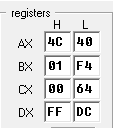 registers
H L
AX 4C 40
BX 01 F4
CX 00 64
DX FF DC